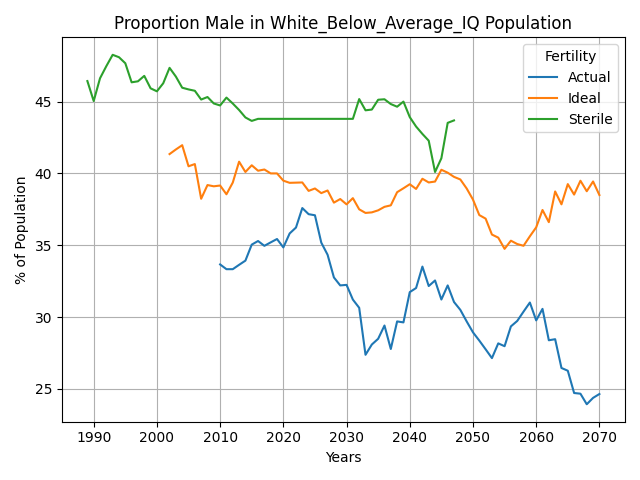 Proportion Male in White_Below_Average_IQ Population
Fertility
Actual
Ideal
Sterile
% of Population
45
40
35
30
25
1990 2000 2010 2020 2030 2040 2050 2060 2070
Years